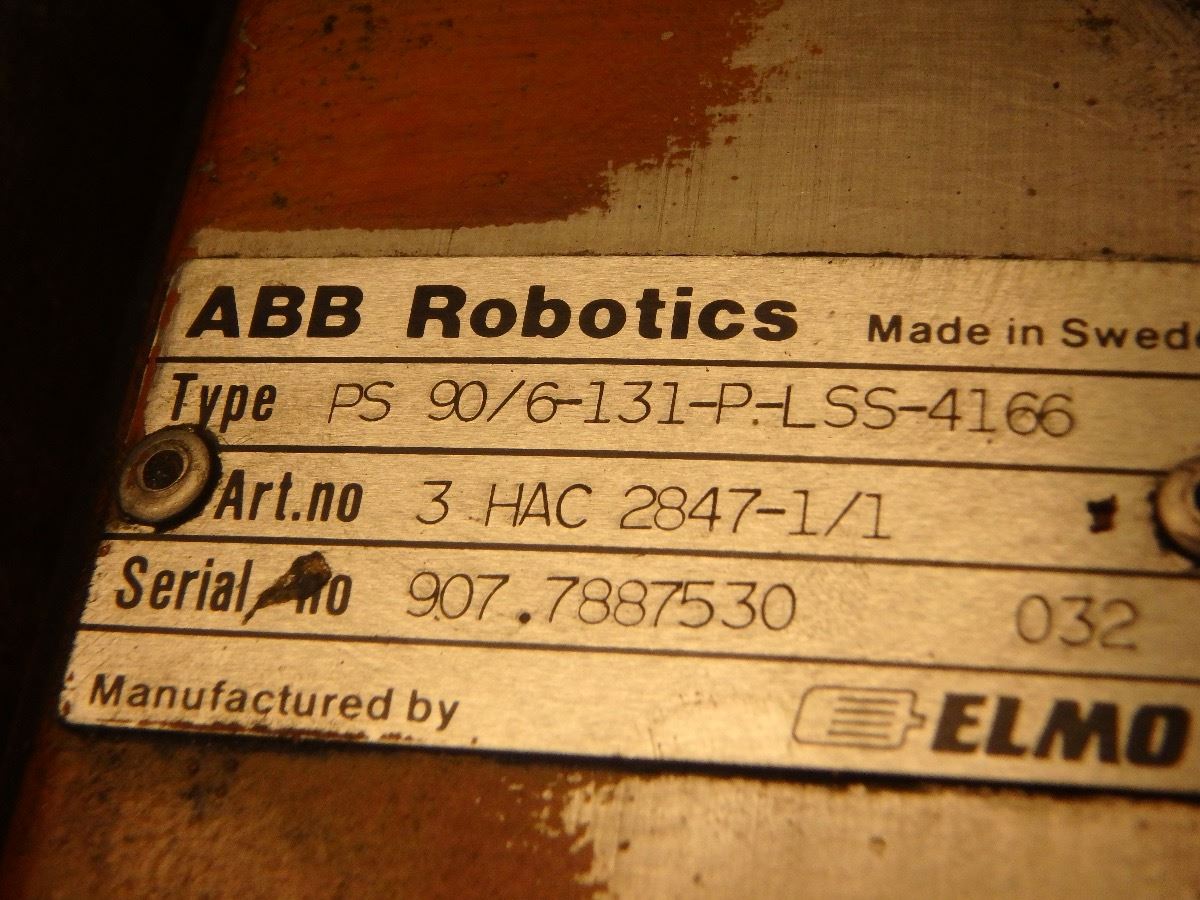 ABB Robotics Made in Swede
Type PS 90/6-131-P-LSS-4166
Art.no 3 HAC 2847-1/1
Serial no 907.7887530 032
Manufactured by ELMO